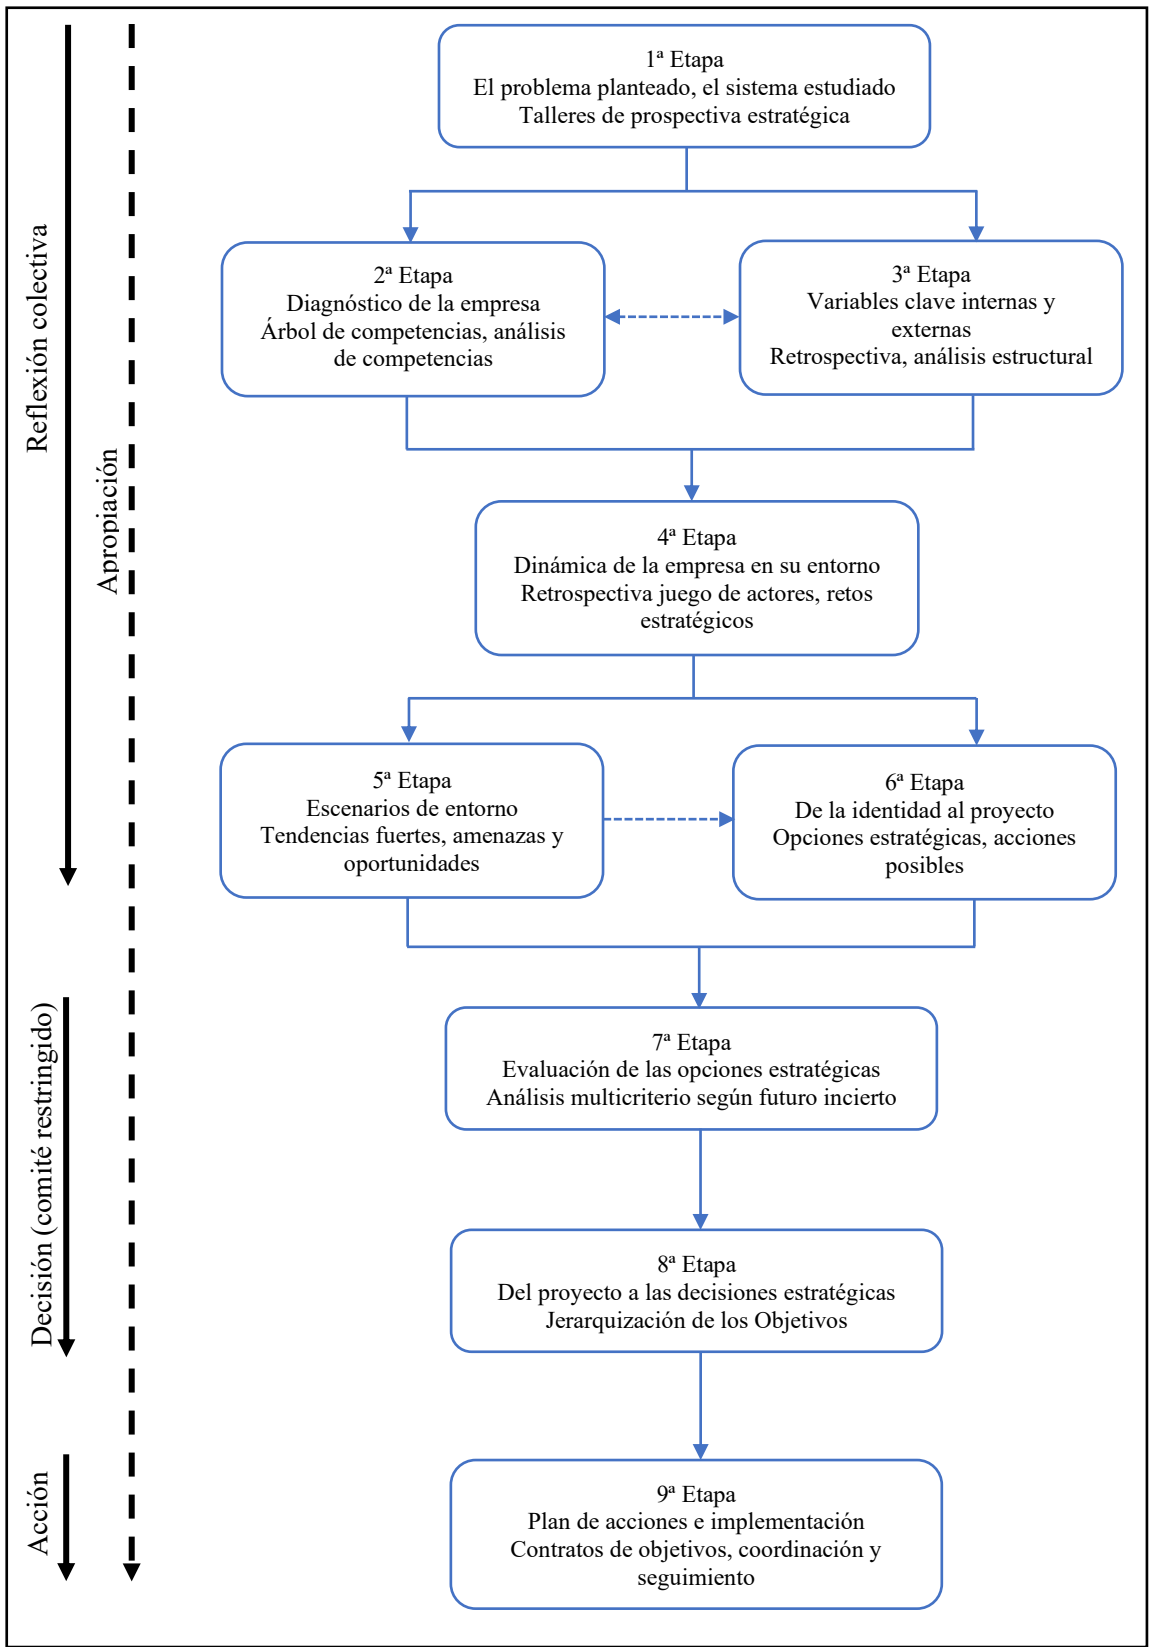 1ª Etapa
El problema planteado, el sistema estudiado
Talleres de prospectiva estratégica
2ª Etapa
Diagnóstico de la empresa
Árbol de competencias, análisis
de competencias
3ª Etapa
Variables clave internas y
externas
Retrospectiva, análisis estructural
Reflexión colectiva
Apropiación
4ª Etapa
Dinámica de la empresa en su entorno
Retrospectiva juego de actores, retos
estratégicos
5ª Etapa
Escenarios de entorno
Tendencias fuertes, amenazas y
oportunidades
6ª Etapa
De la identidad al proyecto
Opciones estratégicas, acciones
posibles
Decisión (comité restringido)
7ª Etapa
Evaluación de las opciones estratégicas
Análisis multicriterio según futuro incierto
8ª Etapa
Del proyecto a las decisiones estratégicas
Jerarquización de los Objetivos
Acción
9ª Etapa
Plan de acciones e implementación
Contratos de objetivos, coordinación y
seguimiento